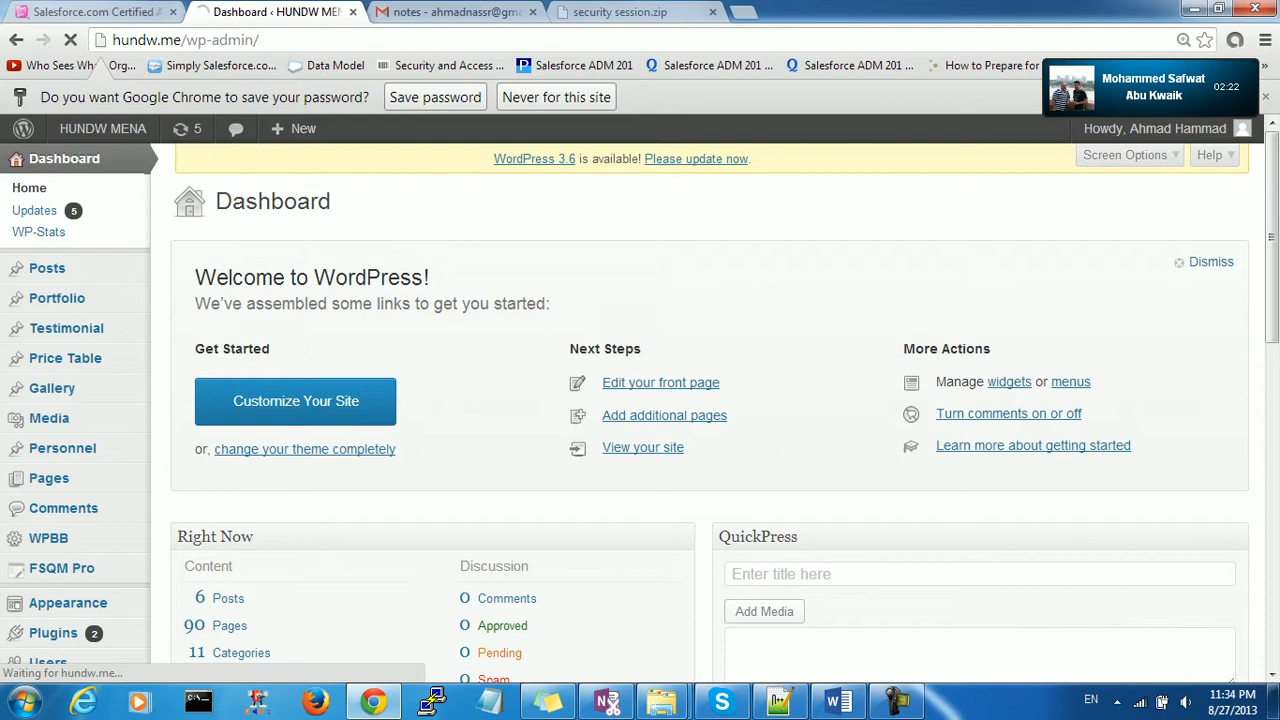 Salesforce.com Certified A
Dashboard ‹ HUNDW MEN
notes - ahmadnassr@gma
security session.zip
hundw.me/wp-admin/
Who Sees Wh
Org...
Simply Salesforce.co...
Data Model
Security and Access ...
Salesforce ADM 201
Salesforce ADM 201 ...
Salesforce ADM 201 ...
How to Prepare for
»
Mohammed Safwat
Abu Kwaik
02:22
Do you want Google Chrome to save your password?
Save password
Never for this site
HUNDW MENA
5
New
Howdy, Ahmad Hammad
Dashboard
Home
Updates 5
WP-Stats
Posts
Portfolio
Testimonial
Price Table
Gallery
Media
Personnel
Pages
Comments
WPBB
FSQM Pro
Appearance
Plugins 2
Users
WordPress 3.6 is available! Please update now.
Screen Options
Help
Dashboard
Welcome to WordPress!
Dismiss
We've assembled some links to get you started:
Get Started
Customize Your Site
or, change your theme completely
Next Steps
Edit your front page
Add additional pages
View your site
More Actions
Manage widgets or menus
Turn comments on or off
Learn more about getting started
Right Now
Content
6 Posts
90 Pages
11 Categories
Discussion
0 Comments
0 Approved
0 Pending
0 Spam
QuickPress
Enter title here
Add Media
Waiting for hundw.me...
EN
11:34 PM
8/27/2013